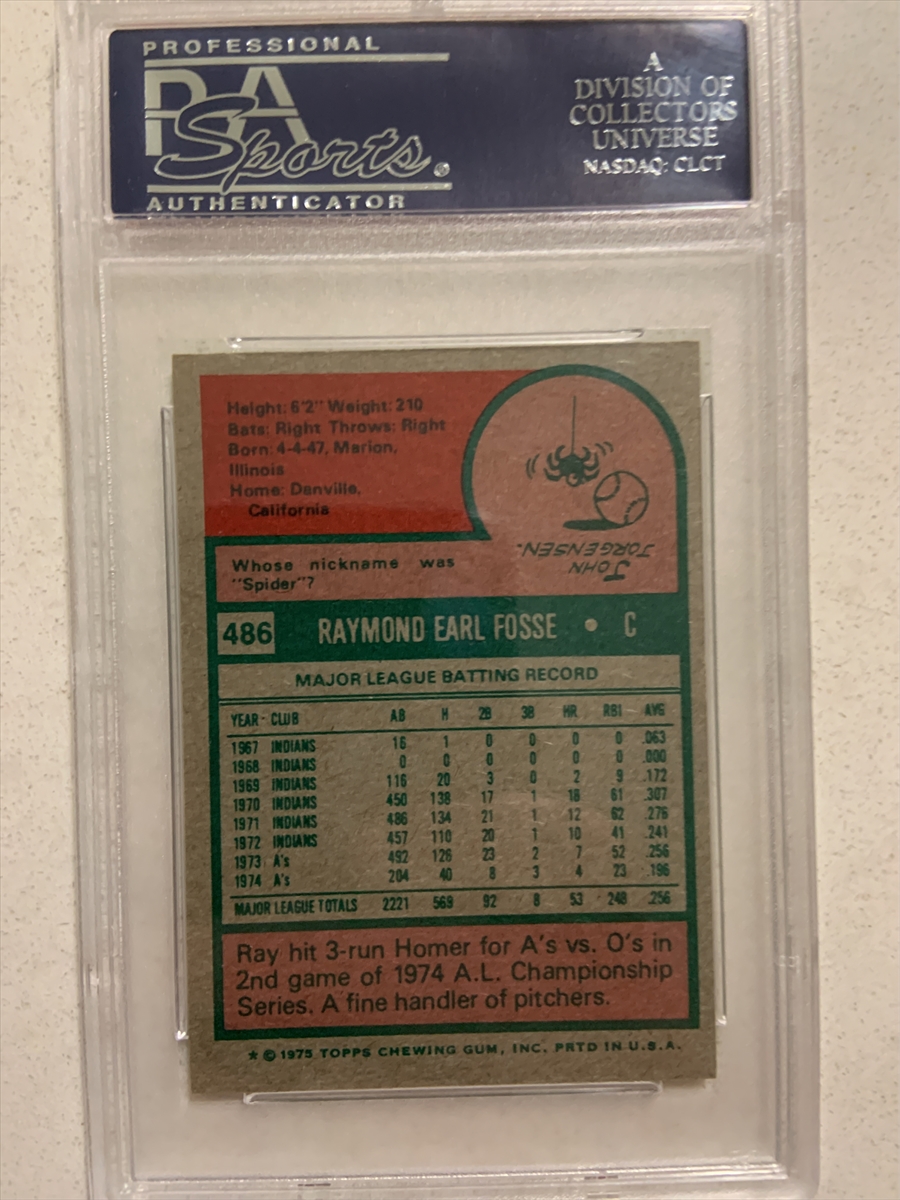 PROFESSIONAL
PSA
Sports.
AUTHENTICATOR
A
DIVISION OF
COLLECTORS
UNIVERSE
NASDAQ: CLCT
Height: 6'2" Weight: 210
Bats: Right Throws: Right
Born: 4-4-47, Marion,
Illinois
Home: Danville,
California
JOHN
JORGENSEN.
Whose nickname was
"Spider"?
486 RAYMOND EARL FOSSE • C
MAJOR LEAGUE BATTING RECORD
YEAR - CLUB AB H 2B 3B HR RBI AVG
1967 INDIANS 16 1 0 0 0 0 .063
1968 INDIANS 0 0 0 0 0 0 .000
1969 INDIANS 116 20 3 0 2 9 .172
1970 INDIANS 450 138 17 1 18 61 .307
1971 INDIANS 486 134 21 1 12 62 .276
1972 INDIANS 457 110 20 1 10 41 .241
1973 A's 492 126 23 2 7 52 .256
1974 A's 204 40 8 3 4 23 .196
MAJOR LEAGUE TOTALS 2221 569 92 8 53 248 .256
Ray hit 3-run Homer for A's vs. O's in
2nd game of 1974 A.L. Championship
Series. A fine handler of pitchers.
* © 1975 TOPPS CHEWING GUM, INC. PRTD IN U.S.A.